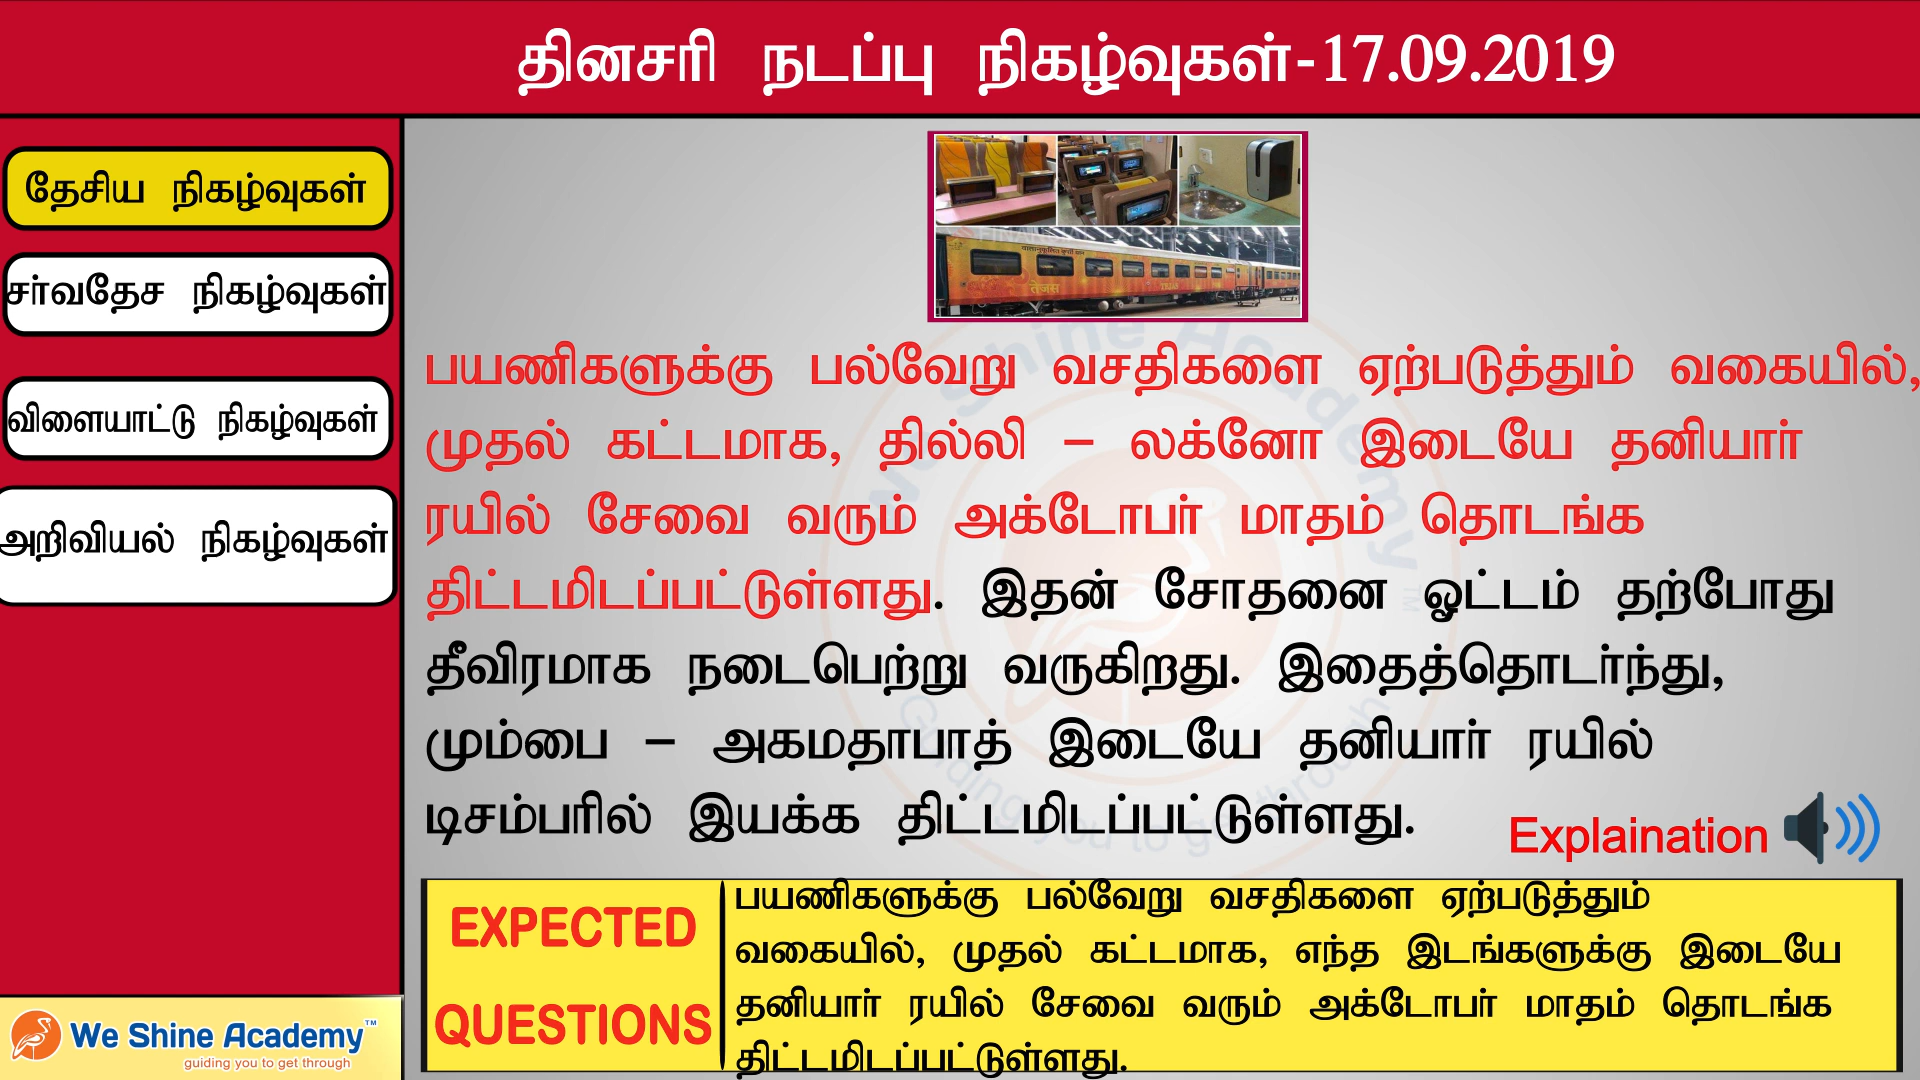 தினசரி நடப்பு நிகழ்வுகள்-17.09.2019
தேசிய நிகழ்வுகள்
சர்வதேச நிகழ்வுகள்
விளையாட்டு நிகழ்வுகள்
அறிவியல் நிகழ்வுகள்
तेजस
பயணிகளுக்கு பல்வேறு வசதிகளை ஏற்படுத்தும் வகையில்,
முதல் கட்டமாக, தில்லி – லக்னோ இடையே தனியார்
ரயில் சேவை வரும் அக்டோபர் மாதம் தொடங்க
திட்டமிடப்பட்டுள்ளது. இதன் சோதனை ஓட்டம் தற்போது
தீவிரமாக நடைபெற்று வருகிறது. இதைத்தொடர்ந்து,
மும்பை – அகமதாபாத் இடையே தனியார் ரயில்
டிசம்பரில் இயக்க திட்டமிடப்பட்டுள்ளது.
Explaination
EXPECTED
QUESTIONS
பயணிகளுக்கு பல்வேறு வசதிகளை ஏற்படுத்தும்
வகையில், முதல் கட்டமாக, எந்த இடங்களுக்கு இடையே
தனியார் ரயில் சேவை வரும் அக்டோபர் மாதம் தொடங்க
திட்டமிடப்பட்டுள்ளது.
We Shine Academy™
guiding you to get through